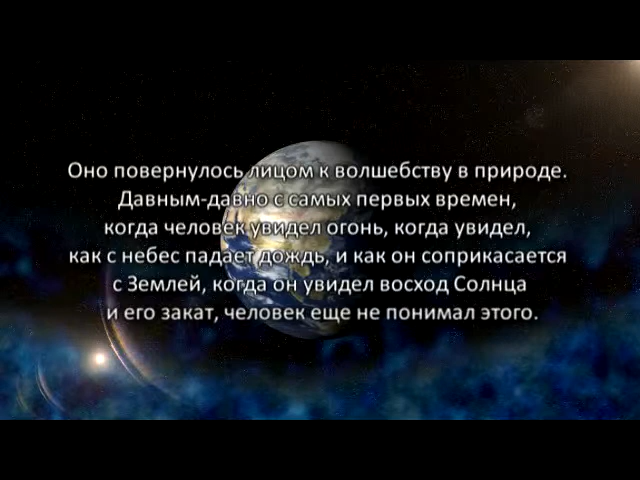 Оно повернулось лицом к волшебству в природе.
Давным-давно с самых первых времен,
когда человек увидел огонь, когда увидел,
как с небес падает дождь, и как он соприкасается
с Землей, когда он увидел восход Солнца
и его закат, человек еще не понимал этого.